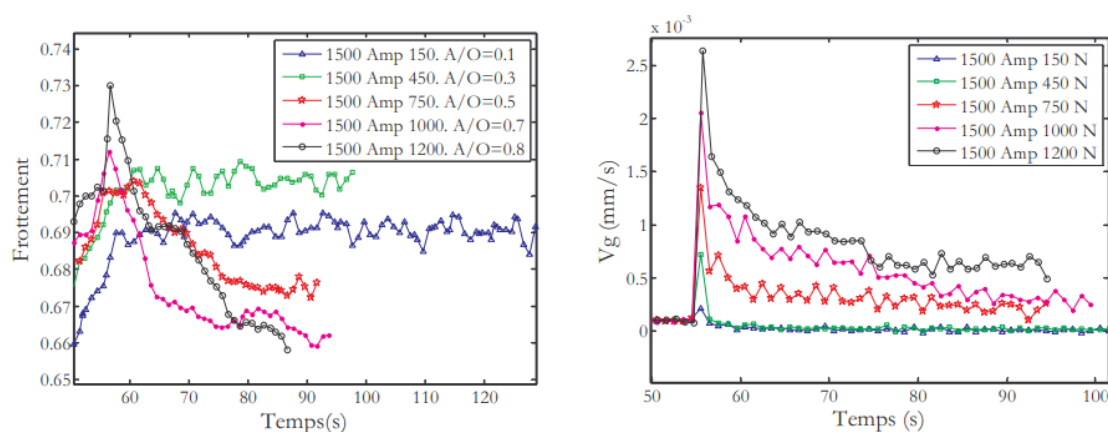 0.74
0.73
0.72
0.71
0.7
0.69
0.68
0.67
0.66
0.65
Frottement
60
70
80
90
100
110
120
Temps(s)
1500 Amp 150. A/O=0.1
1500 Amp 450. A/O=0.3
1500 Amp 750. A/O=0.5
1500 Amp 1000. A/O=0.7
1500 Amp 1200. A/O=0.8
x 10⁻³
2.5
2
1.5
1
0.5
0
Vg (mm/s)
50
60
70
80
90
100
Temps (s)
1500 Amp 150 N
1500 Amp 450 N
1500 Amp 750 N
1500 Amp 1000 N
1500 Amp 1200 N